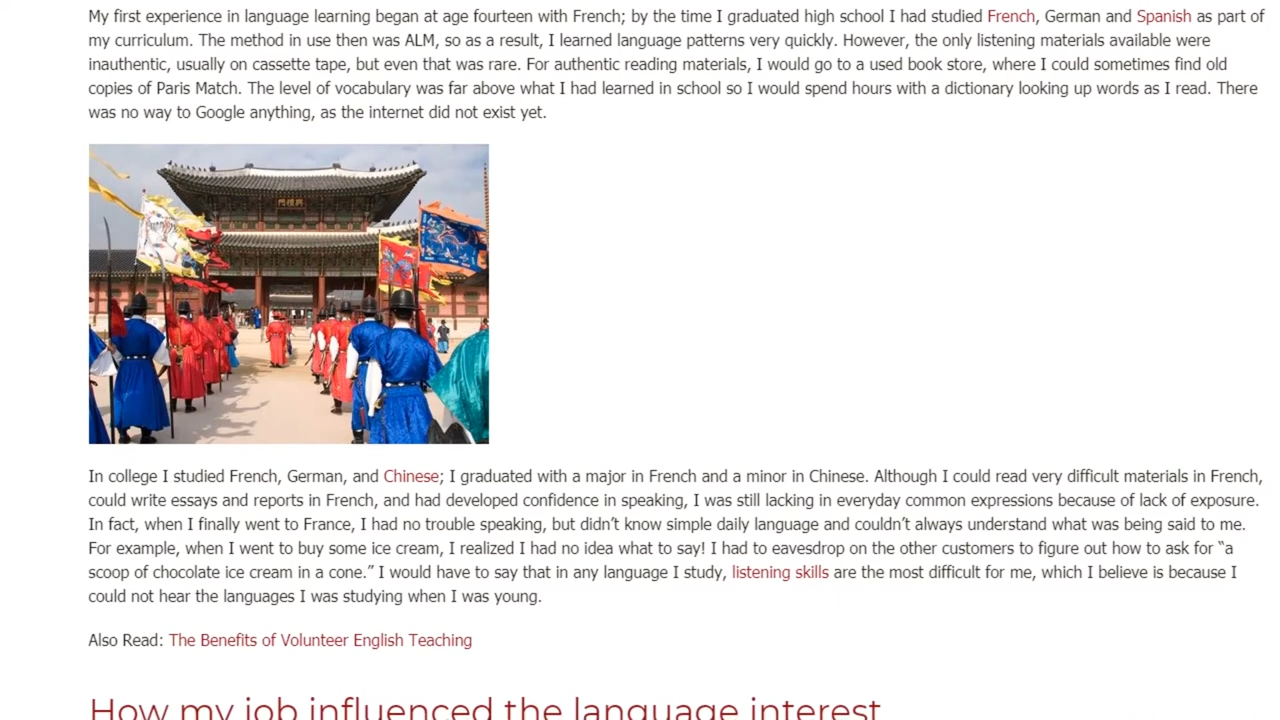 My first experience in language learning began at age fourteen with French; by the time I graduated high school I had studied French, German and Spanish as part of
my curriculum. The method in use then was ALM, so as a result, I learned language patterns very quickly. However, the only listening materials available were
inauthentic, usually on cassette tape, but even that was rare. For authentic reading materials, I would go to a used book store, where I could sometimes find old
copies of Paris Match. The level of vocabulary was far above what I had learned in school so I would spend hours with a dictionary looking up words as I read. There
was no way to Google anything, as the internet did not exist yet.
In college I studied French, German, and Chinese; I graduated with a major in French and a minor in Chinese. Although I could read very difficult materials in French,
could write essays and reports in French, and had developed confidence in speaking, I was still lacking in everyday common expressions because of lack of exposure.
In fact, when I finally went to France, I had no trouble speaking, but didn’t know simple daily language and couldn’t always understand what was being said to me.
For example, when I went to buy some ice cream, I realized I had no idea what to say! I had to eavesdrop on the other customers to figure out how to ask for “a
scoop of chocolate ice cream in a cone.” I would have to say that in any language I study, listening skills are the most difficult for me, which I believe is because I
could not hear the languages I was studying when I was young.
Also Read: The Benefits of Volunteer English Teaching
How my job influenced the language interest